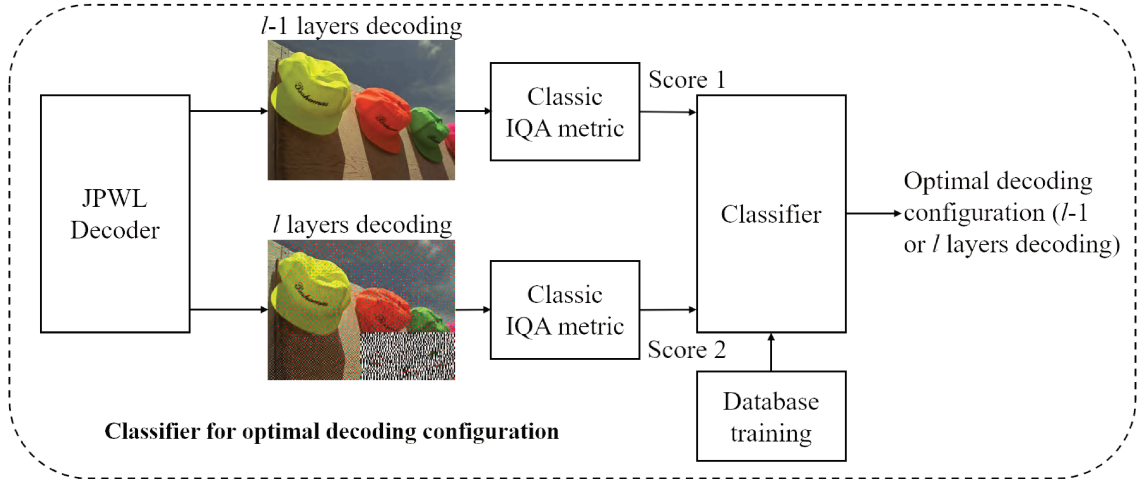 l-1 layers decoding
Classic
IQA metric
Score 1
JPWL
Decoder
Classifier
Optimal decoding
configuration (l-1
or l layers decoding)
l layers decoding
Classic
IQA metric
Score 2
Database
training
Classifier for optimal decoding configuration